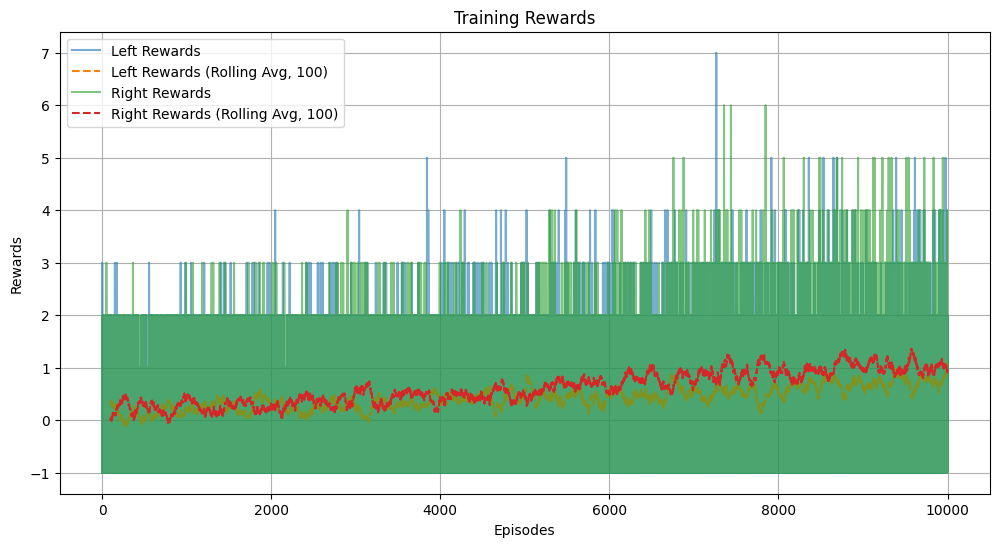 Training Rewards
Left Rewards
Left Rewards (Rolling Avg, 100)
Right Rewards
Right Rewards (Rolling Avg, 100)
Rewards
7
6
5
4
3
2
1
0
−1
0 2000 4000 6000 8000 10000
Episodes